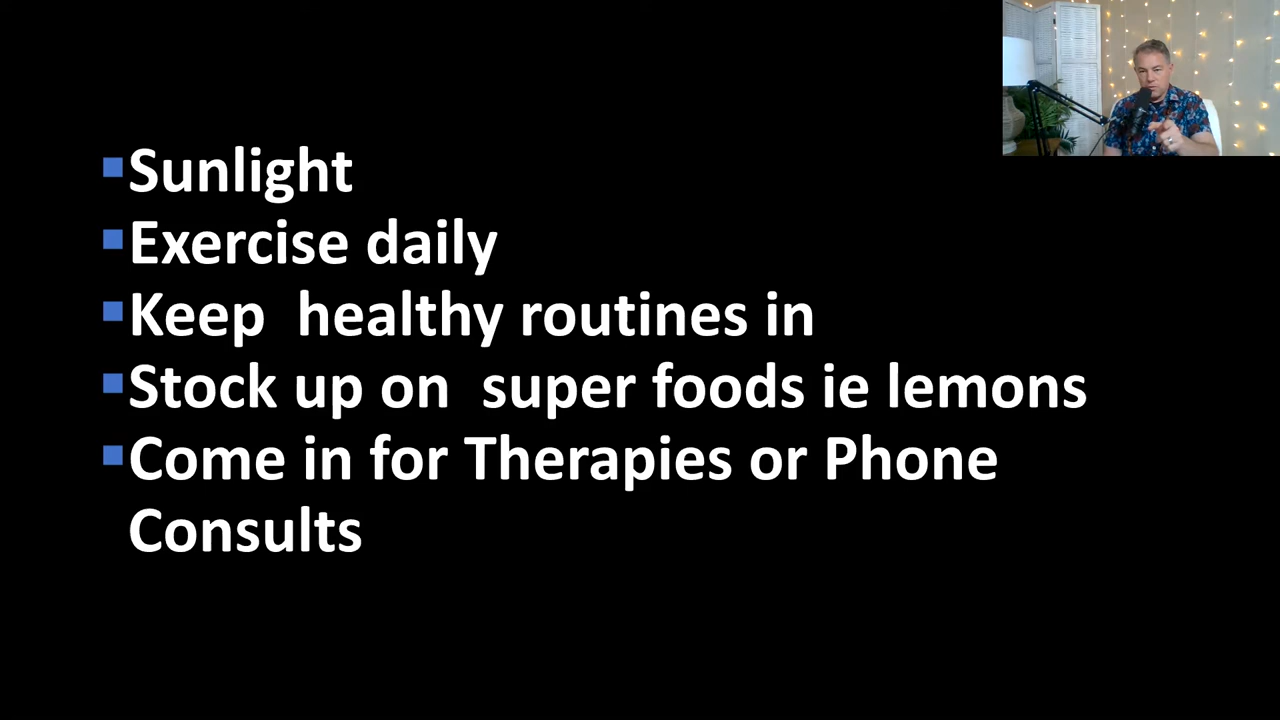 Sunlight
Exercise daily
Keep  healthy routines in
Stock up on  super foods ie lemons
Come in for Therapies or Phone
Consults